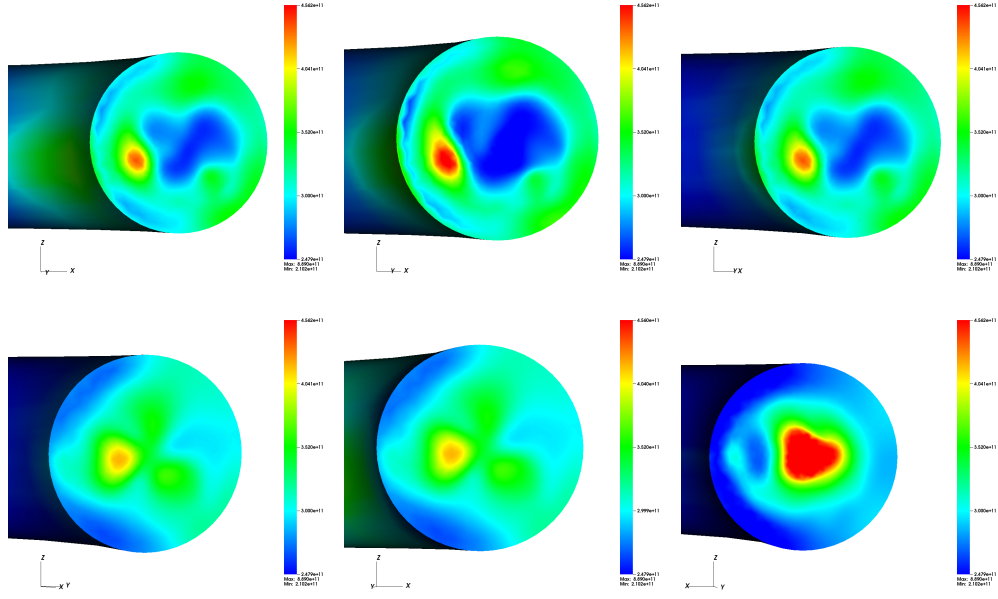 4.562e+11
4.041e+11
3.520e+11
3.000e+11
2.479e+11
Max: 8.890e+11
Min: 2.102e+11
Z
Y X
4.562e+11
4.041e+11
3.520e+11
3.000e+11
2.479e+11
Max: 8.890e+11
Min: 2.102e+11
Z
Y X
4.562e+11
4.041e+11
3.520e+11
3.000e+11
2.479e+11
Max: 8.890e+11
Min: 2.102e+11
Z
YX
4.562e+11
4.041e+11
3.520e+11
3.000e+11
2.479e+11
Max: 8.890e+11
Min: 2.102e+11
Z
X Y
4.560e+11
4.040e+11
3.520e+11
2.999e+11
2.479e+11
Max: 8.890e+11
Min: 2.102e+11
Z
Y X
4.562e+11
4.041e+11
3.520e+11
3.000e+11
2.479e+11
Max: 8.890e+11
Min: 2.102e+11
Z
X Y